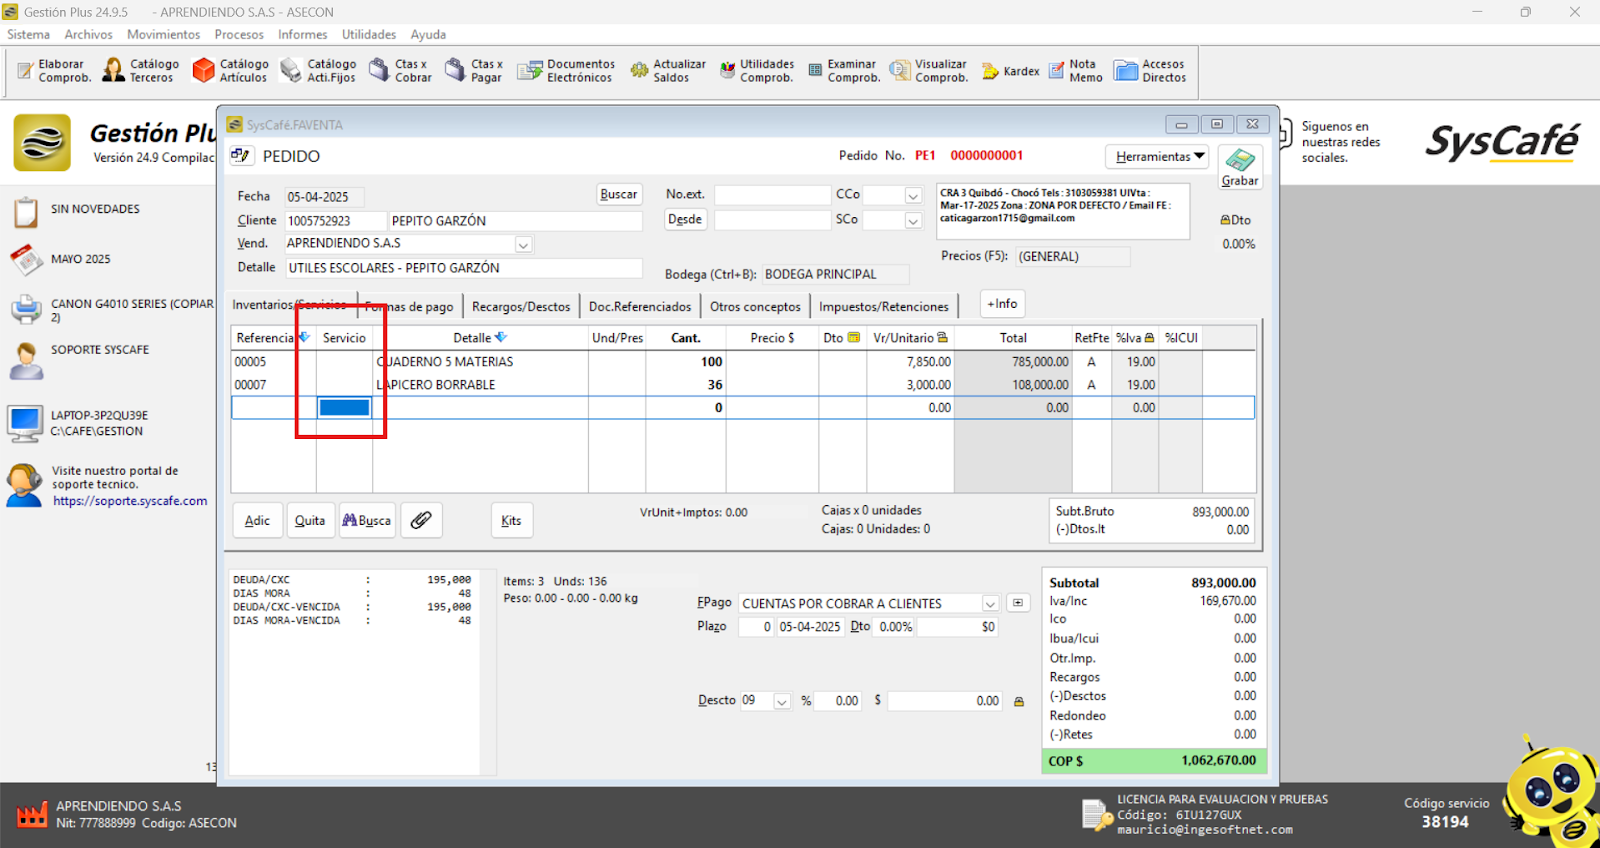 Gestión Plus 24.9.5 - APRENDIENDO S.A.S - ASECON
Sistema Archivos Movimientos Procesos Informes Utilidades Ayuda
Elaborar Comprob.
Catálogo Terceros
Catálogo Artículos
Catálogo Acti.Fijos
Ctas x Cobrar
Ctas x Pagar
Documentos Electrónicos
Actualizar Saldos
Utilidades Comprob.
Examinar Comprob.
Visualizar Comprob.
Kardex
Nota Memo
Accesos Directos
Gestión Plu
Versión 24.9 Compilac
Siguenos en
nuestras redes
sociales.
SysCafé
SIN NOVEDADES
MAYO 2025
CANON G4010 SERIES (COPIAR
2)
SOPORTE SYSCAFE
LAPTOP-3P2QU39E
C:\CAFE\GESTION
Visite nuestro portal de
soporte tecnico.
https://soporte.syscafe.com
13
SysCafé.FAVENTA
PEDIDO
Pedido No. PE1 0000000001
Herramientas
Grabar
Fecha 05-04-2025 Buscar
Cliente 1005752923 PEPITO GARZÓN
Vend. APRENDIENDO S.A.S
Detalle UTILES ESCOLARES - PEPITO GARZÓN
No.ext. CCo
Desde SCo
Bodega (Ctrl+B): BODEGA PRINCIPAL
CRA 3 Quibdó - Chocó Tels : 3103059381 UlVta :
Mar-17-2025 Zona : ZONA POR DEFECTO / Email FE :
caticagarzon1715@gmail.com
Precios (F5): (GENERAL)
Dto
0.00%
Inventarios/Servicios Formas de pago Recargos/Desctos Doc.Referenciados Otros conceptos Impuestos/Retenciones +Info
Referencia Servicio Detalle Und/Pres Cant. Precio $ Dto Vr/Unitario Total RetFte %Iva %ICUI
00005 CUADERNO 5 MATERIAS 100 7,850.00 785,000.00 A 19.00
00007 LAPICERO BORRABLE 36 3,000.00 108,000.00 A 19.00
0 0.00 0.00 0.00
Adic Quita Busca Kits
VrUnit+Imptos: 0.00
Cajas x 0 unidades
Cajas: 0 Unidades: 0
Subt.Bruto 893,000.00
(-)Dtos.It 0.00
DEUDA/CXC : 195,000
DIAS MORA : 48
DEUDA/CXC-VENCIDA : 195,000
DIAS MORA-VENCIDA : 48
Items: 3 Unds: 136
Peso: 0.00 - 0.00 - 0.00 kg
FPago CUENTAS POR COBRAR A CLIENTES
Plazo 0 05-04-2025 Dto 0.00% $0
Descto 09 % 0.00 $ 0.00
Subtotal 893,000.00
Iva/Inc 169,670.00
Ico 0.00
Ibua/Icui 0.00
Otr.Imp. 0.00
Recargos 0.00
(-)Desctos 0.00
Redondeo 0.00
(-)Retes 0.00
COP $ 1,062,670.00
APRENDIENDO S.A.S
Nit: 777888999 Codigo: ASECON
LICENCIA PARA EVALUACION Y PRUEBAS
Código: 6IU127GUX
mauricio@ingesoftnet.com
Código servicio
38194